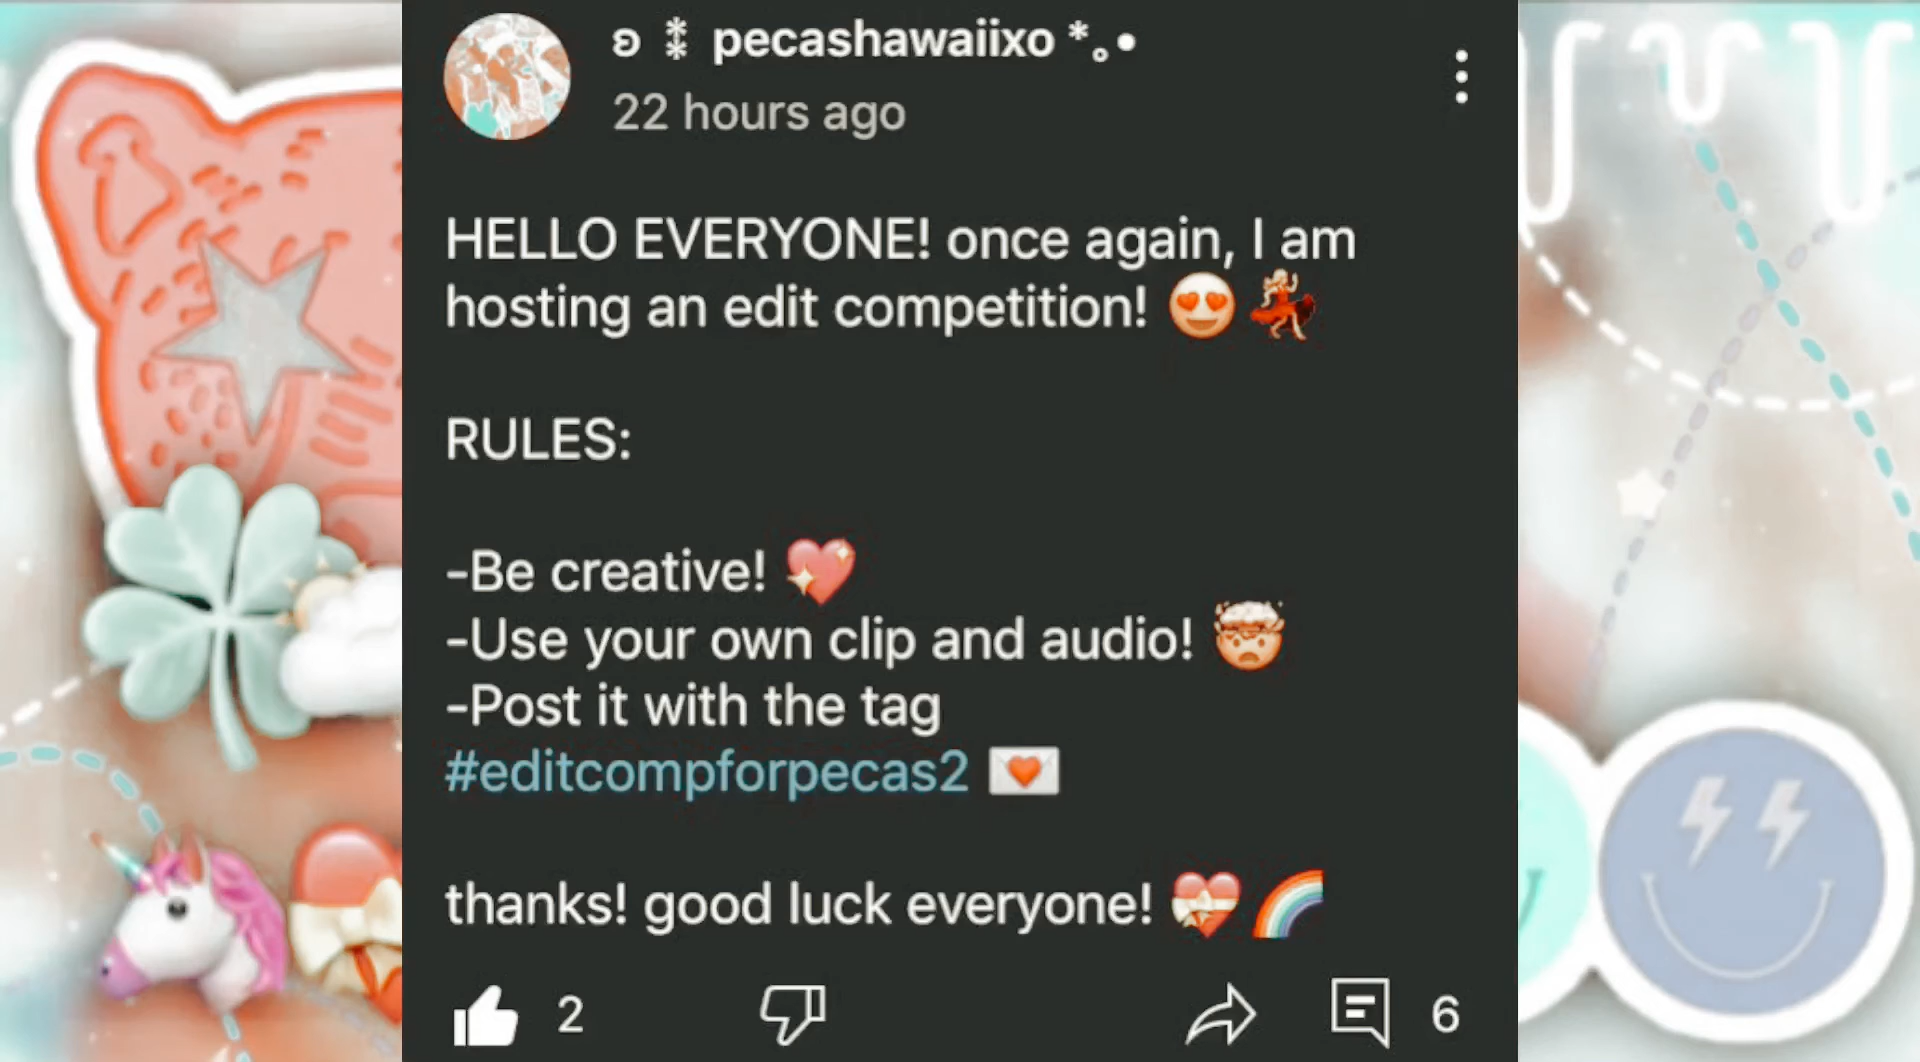 ʚ ⁑ pecashawaiixo *｡•
22 hours ago
HELLO EVERYONE! once again, I am
hosting an edit competition! 😍💃
RULES:
-Be creative! 💖
-Use your own clip and audio! 🤯
-Post it with the tag
#editcompforpecas2 💌
thanks! good luck everyone! 💝🌈
2 6